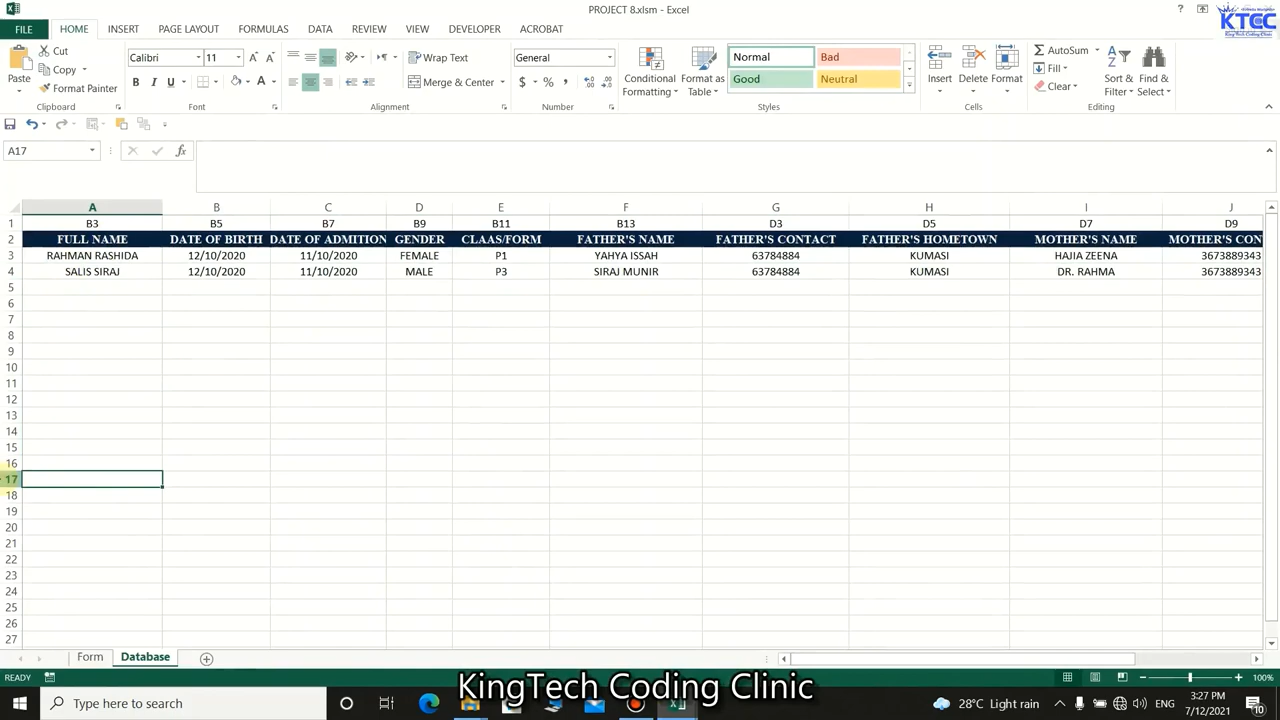 PROJECT 8.xlsm - Excel
?
KTCC
King Tech Coding Clinic
FILE HOME INSERT PAGE LAYOUT FORMULAS DATA REVIEW VIEW DEVELOPER ACROBAT
Paste
Cut
Copy
Format Painter
Clipboard
Calibri 11
B I U
Font
Wrap Text
Merge & Center
Alignment
General
$ % ,
Number
Conditional
Formatting
Format as
Table
Normal Bad
Good Neutral
Styles
Insert Delete Format
Cells
AutoSum
Fill
Clear
Sort &
Filter
Find &
Select
Editing
A17
fx
A B C D E F G H I J
1 B3 B5 B7 B9 B11 B13 D3 D5 D7 D9
2 FULL NAME DATE OF BIRTH DATE OF ADMITION GENDER CLAAS/FORM FATHER'S NAME FATHER'S CONTACT FATHER'S HOMETOWN MOTHER'S NAME MOTHER'S CON
3 RAHMAN RASHIDA 12/10/2020 11/10/2020 FEMALE P1 YAHYA ISSAH 63784884 KUMASI HAJIA ZEENA 3673889343
4 SALIS SIRAJ 12/10/2020 11/10/2020 MALE P3 SIRAJ MUNIR 63784884 KUMASI DR. RAHMA 3673889343
5
6
7
8
9
10
11
12
13
14
15
16
17
18
19
20
21
22
23
24
25
26
27
Form Database
READY
100%
KingTech Coding Clinic
Type here to search
28°C Light rain
ENG
3:27 PM
7/12/2021
10